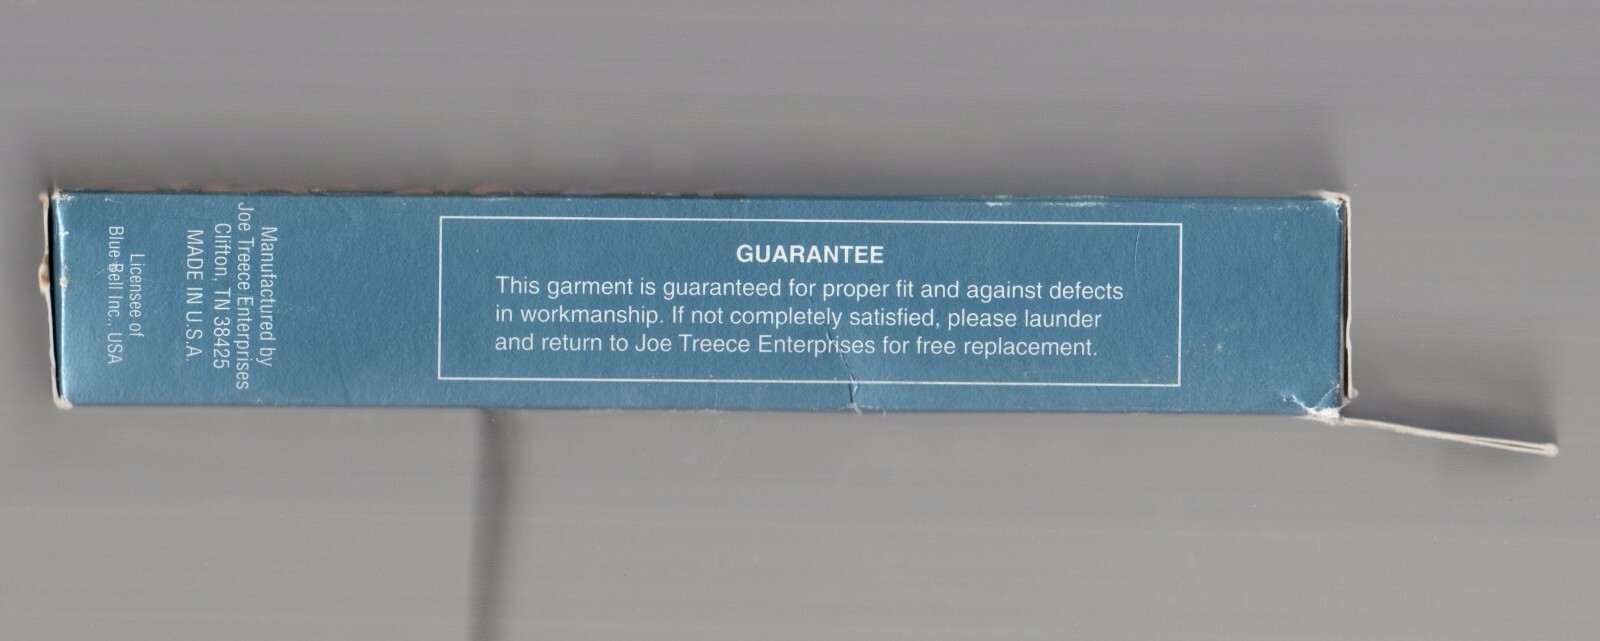 Manufactured by
Joe Treece Enterprises
Clifton, TN 38425
MADE IN U.S.A.
Licensee of
Blue Bell Inc., USA
GUARANTEE
This garment is guaranteed for proper fit and against defects
in workmanship. If not completely satisfied, please launder
and return to Joe Treece Enterprises for free replacement.